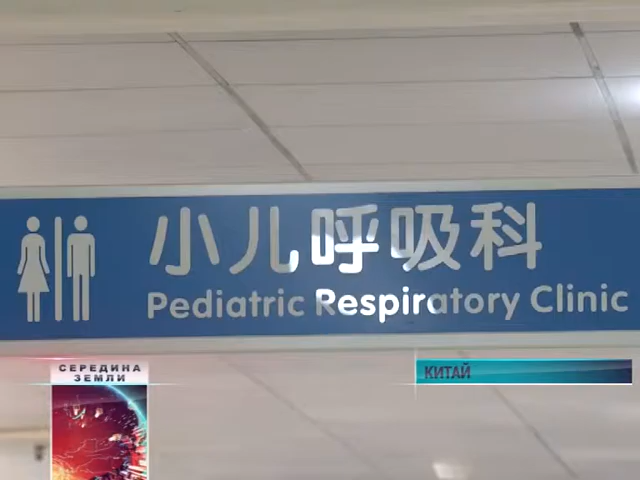 小儿呼吸科
Pediatric Respiratory Clinic
СЕРЕДИНА
ЗЕМЛИ
КИТАЙ